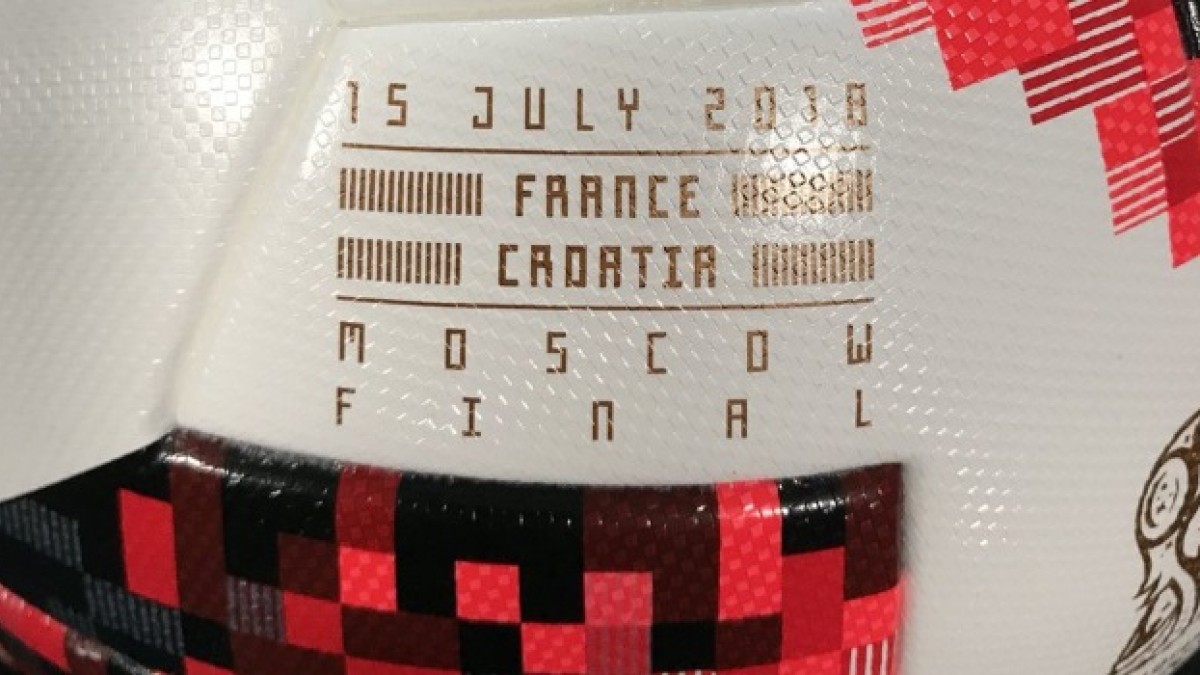 15 JULY 2018
FRANCE
CROATIA
MOSCOW
FINAL